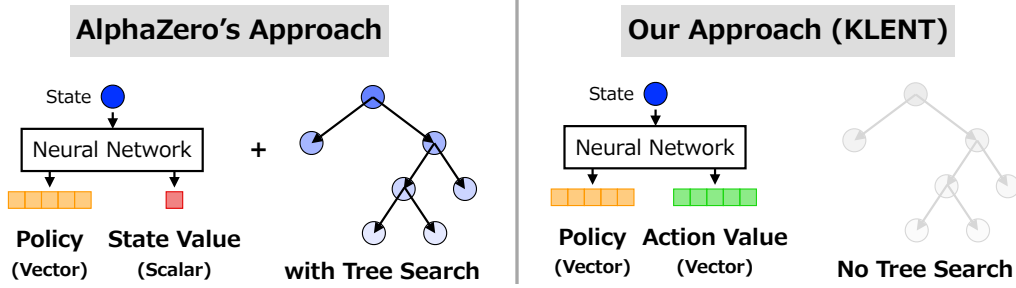 AlphaZero's Approach
State
Neural Network
+
Policy
(Vector)
State Value
(Scalar)
with Tree Search
Our Approach (KLENT)
State
Neural Network
Policy
(Vector)
Action Value
(Vector)
No Tree Search